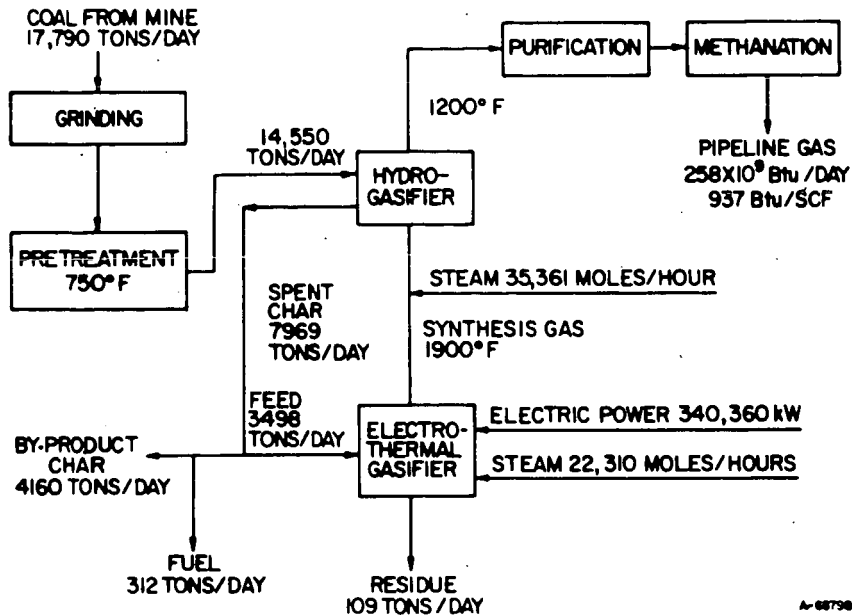 COAL FROM MINE
17,790 TONS/DAY
GRINDING
PRETREATMENT
750°F
14,550
TONS/DAY
HYDRO-
GASIFIER
1200°F
PURIFICATION
METHANATION
PIPELINE GAS
258X10⁹ Btu/DAY
937 Btu/SCF
STEAM 35,361 MOLES/HOUR
SPENT
CHAR
7969
TONS/DAY
SYNTHESIS GAS
1900°F
FEED
3498
TONS/DAY
ELECTRO-
THERMAL
GASIFIER
ELECTRIC POWER 340,360 kW
STEAM 22,310 MOLES/HOURS
BY-PRODUCT
CHAR
4160 TONS/DAY
FUEL
312 TONS/DAY
RESIDUE
109 TONS/DAY
A-68798